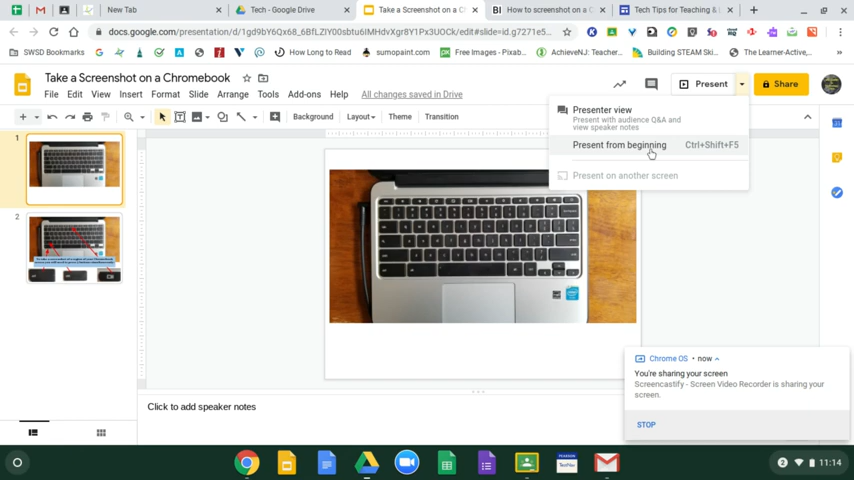 New Tab
Tech - Google Drive
Take a Screenshot on a C
How to screenshot on a C
Tech Tips for Teaching &
docs.google.com/presentation/d/
SWSD Bookmarks
How Long to Read
sumopaint.com
Free Images - Pixab...
AchieveNJ: Teacher...
Building STEAM Ski...
The Learner-Active,...
Take a Screenshot on a Chromebook
Present
Share
File Edit View Insert Format Slide Arrange Tools Add-ons Help All changes saved in Drive
Background Layout Theme Transition
Presenter view
Present with audience Q&A and
view speaker notes
Present from beginning Ctrl+Shift+F5
Present on another screen
1
2
Chrome OS • now
You're sharing your screen
Screencastify - Screen Video Recorder is sharing your
screen.
STOP
Click to add speaker notes
2
11:14